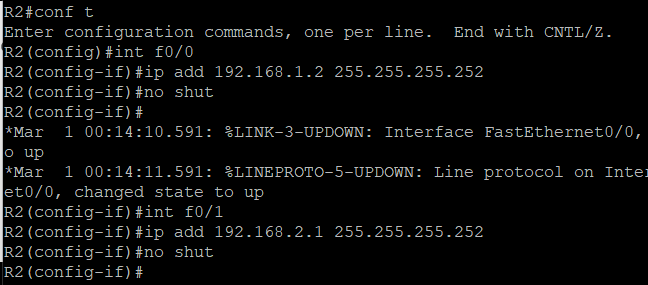 R2#conf t
Enter configuration commands, one per line.  End with CNTL/Z.
R2(config)#int f0/0
R2(config-if)#ip add 192.168.1.2 255.255.255.252
R2(config-if)#no shut
R2(config-if)#
*Mar  1 00:14:10.591: %LINK-3-UPDOWN: Interface FastEthernet0/0,
o up
*Mar  1 00:14:11.591: %LINEPROTO-5-UPDOWN: Line protocol on Inter
et0/0, changed state to up
R2(config-if)#int f0/1
R2(config-if)#ip add 192.168.2.1 255.255.255.252
R2(config-if)#no shut
R2(config-if)#